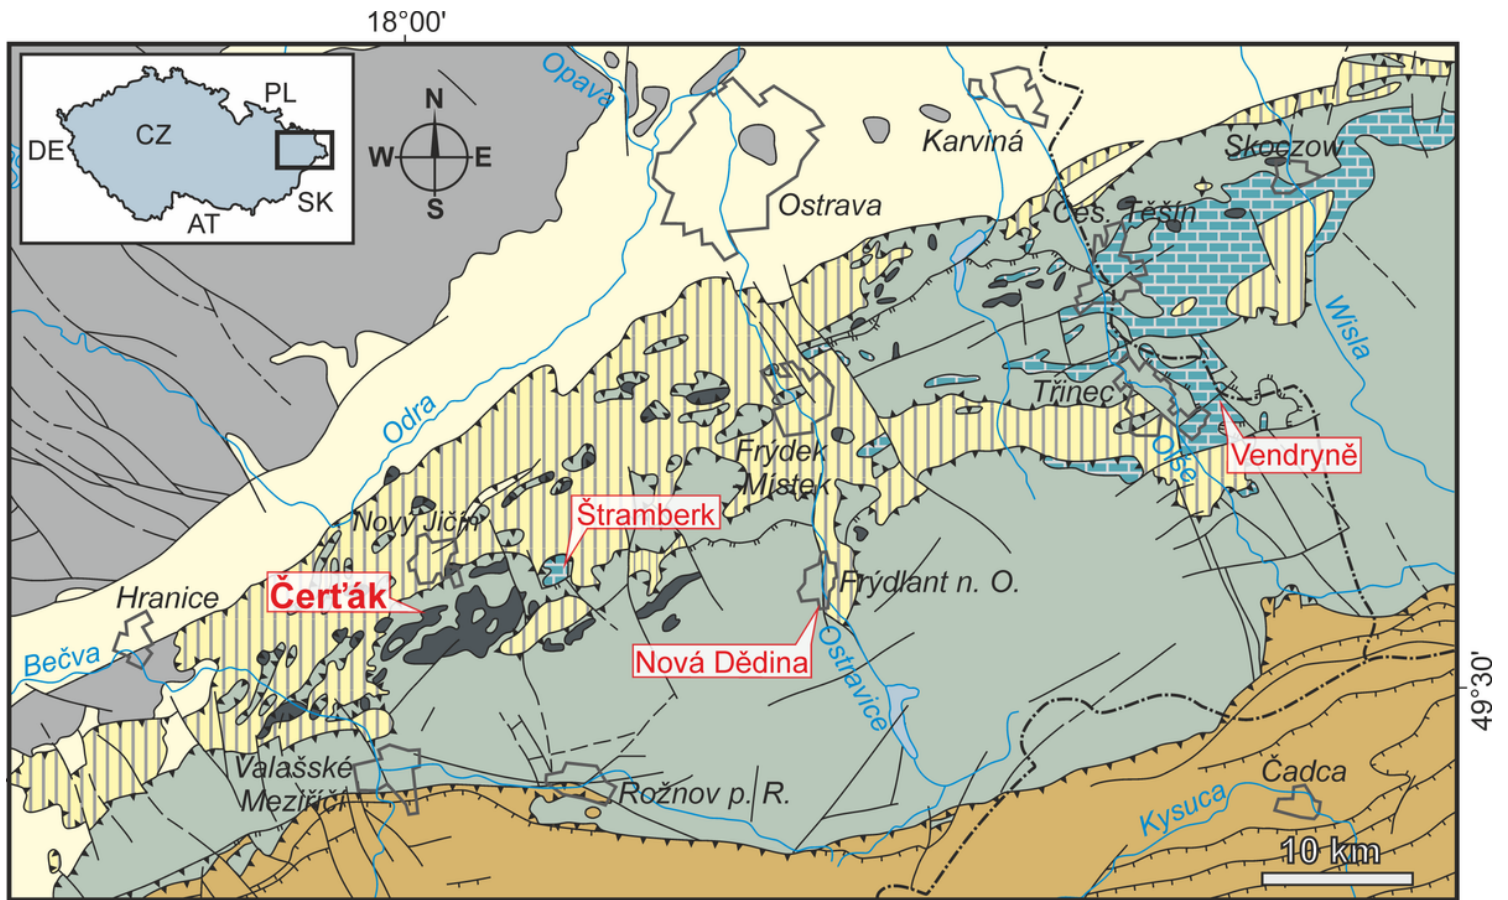 18°00'
Opava
PL
CZ
DE
SK
AT
N
W
E
S
Karviná
Skoczow
Ostrava
Čes. Těšín
Wisla
Odra
Třinec
Olše
Vendryně
Frýdek
Místek
Štramberk
Nový Jičín
Čerťák
Hranice
Frýdlant n. O.
Bečva
Nová Dědina
Ostravice
49°30'
Valašské
Meziříčí
Rožnov p. R.
Čadca
Kysuca
10 km